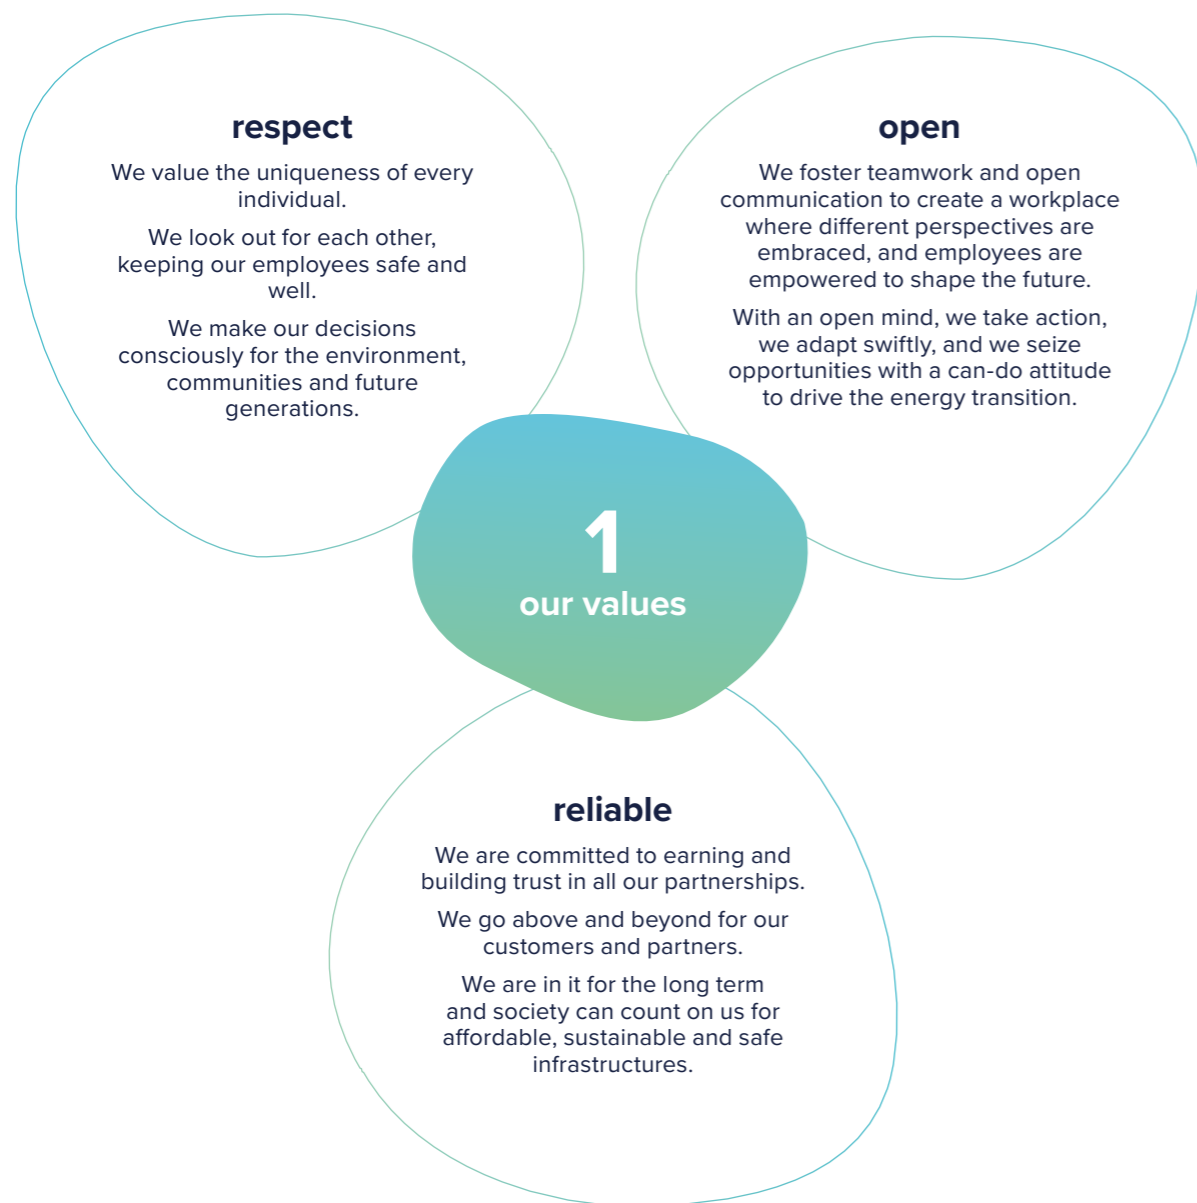 respect
We value the uniqueness of every
individual.
We look out for each other,
keeping our employees safe and
well.
We make our decisions
consciously for the environment,
communities and future
generations.
open
We foster teamwork and open
communication to create a workplace
where different perspectives are
embraced, and employees are
empowered to shape the future.
With an open mind, we take action,
we adapt swiftly, and we seize
opportunities with a can-do attitude
to drive the energy transition.
1
our values
reliable
We are committed to earning and
building trust in all our partnerships.
We go above and beyond for our
customers and partners.
We are in it for the long term
and society can count on us for
affordable, sustainable and safe
infrastructures.